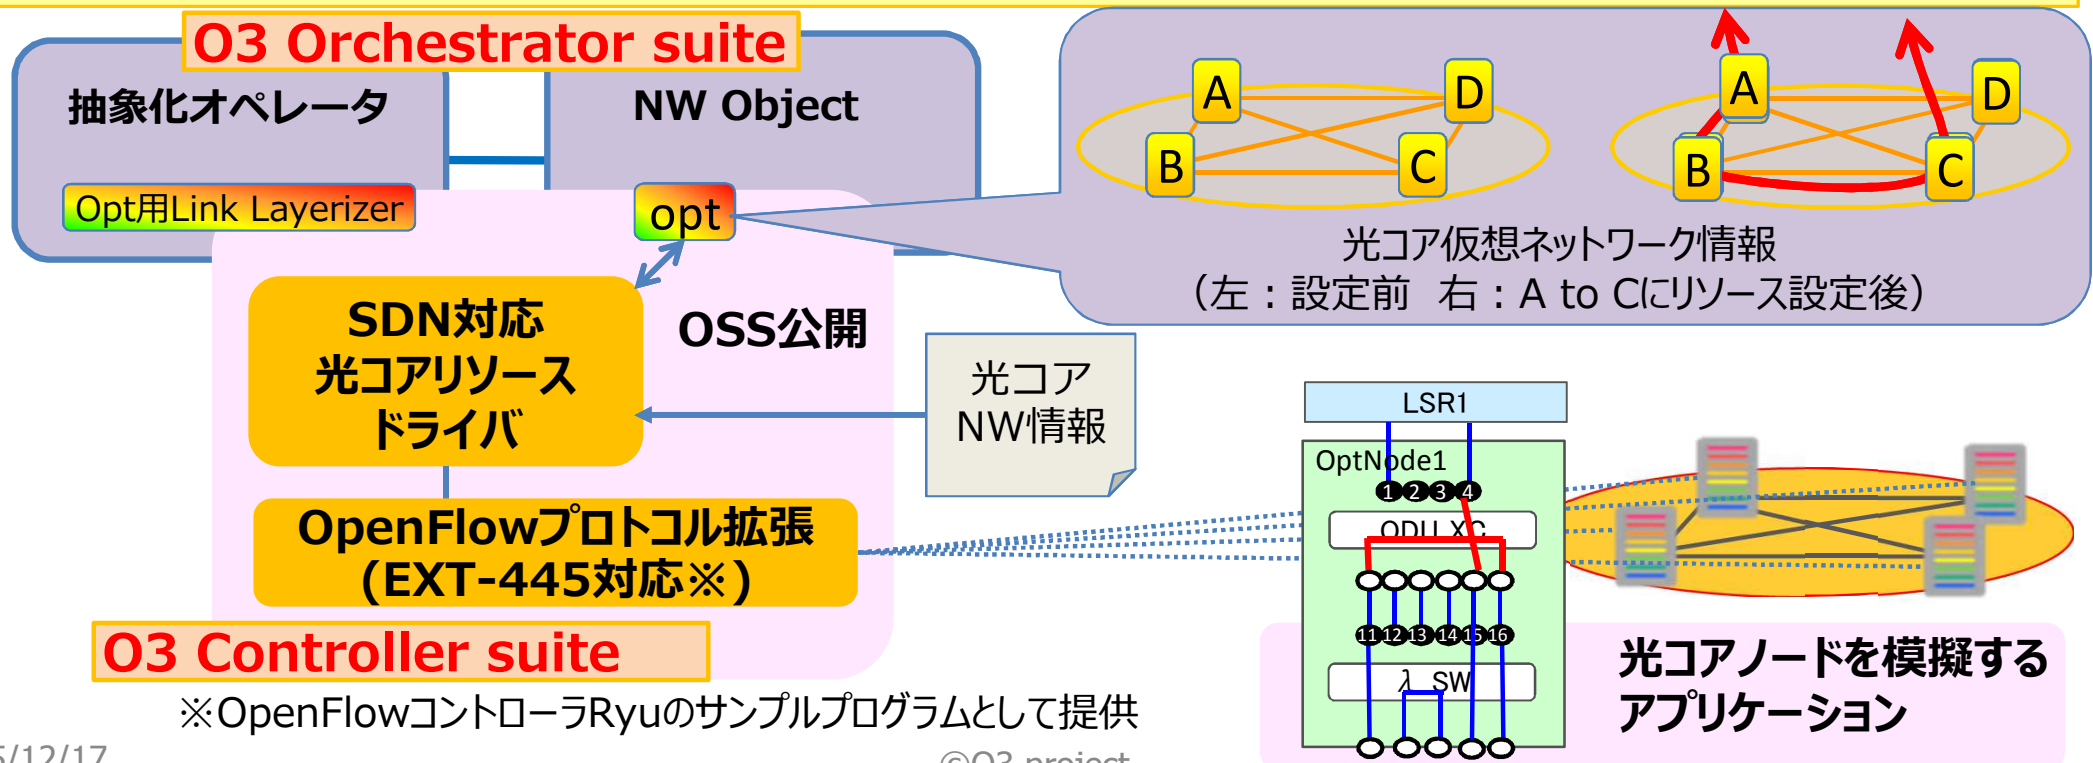 O3 Orchestrator suite
抽象化オペレータ
NW Object
Opt用Link Layerizer
opt
A
D
B
C
A
D
B
C
光コア仮想ネットワーク情報
（左：設定前 右：A to Cにリソース設定後）
SDN対応
光コアリソース
ドライバ
OSS公開
光コア
NW情報
OpenFlowプロトコル拡張
(EXT-445対応※)
O3 Controller suite
※OpenFlowコントローラRyuのサンプルプログラムとして提供
LSR1
OptNode1
1 2 3 4
ODU XC
11 12 13 14 15 16
λ SW
光コアノードを模擬する
アプリケーション
5/12/17
©O3 project